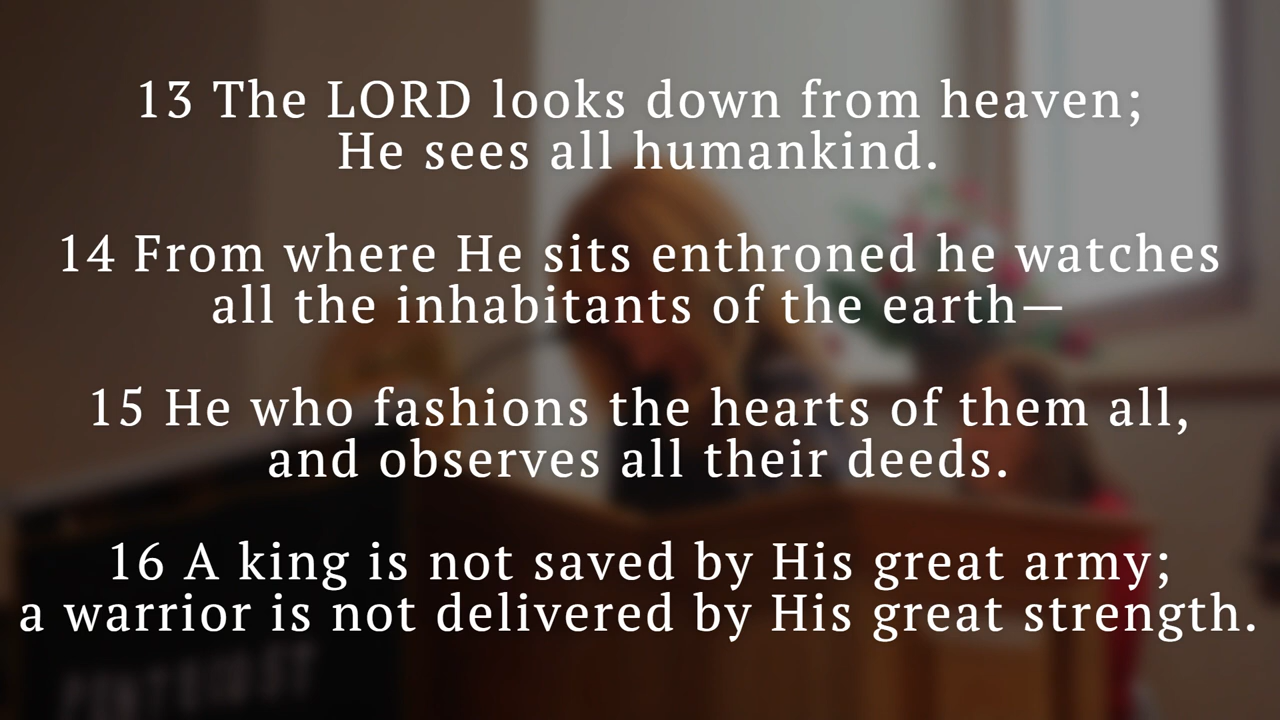 13 The LORD looks down from heaven;
He sees all humankind.
14 From where He sits enthroned he watches
all the inhabitants of the earth—
15 He who fashions the hearts of them all,
and observes all their deeds.
16 A king is not saved by His great army;
a warrior is not delivered by His great strength.